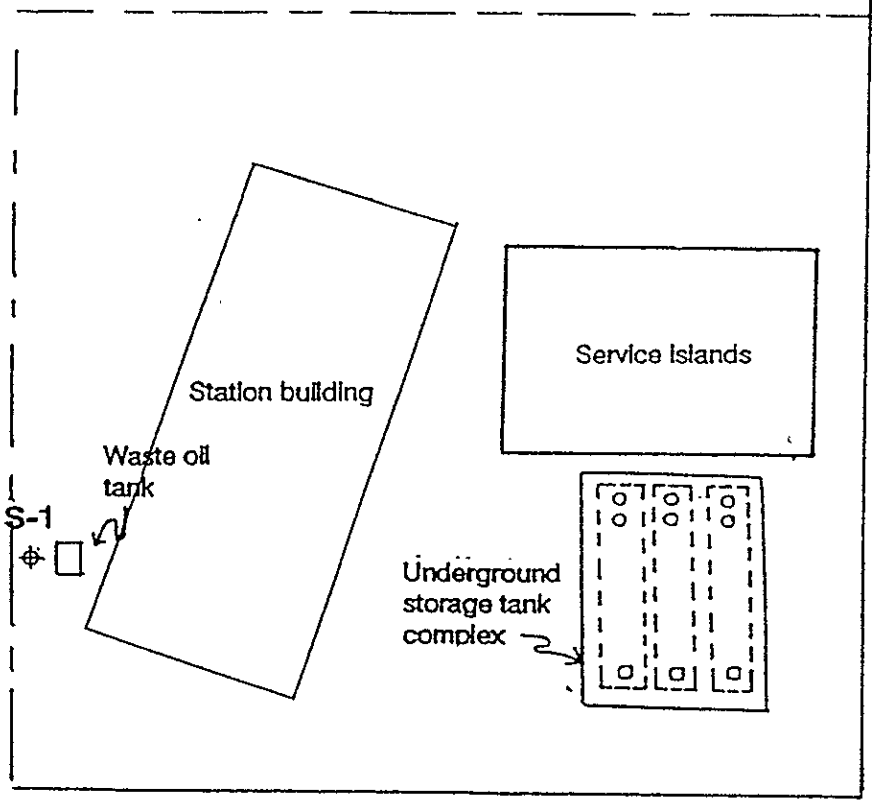 Service Islands
Station building
Waste oil
tank
S-1
Underground
storage tank
complex